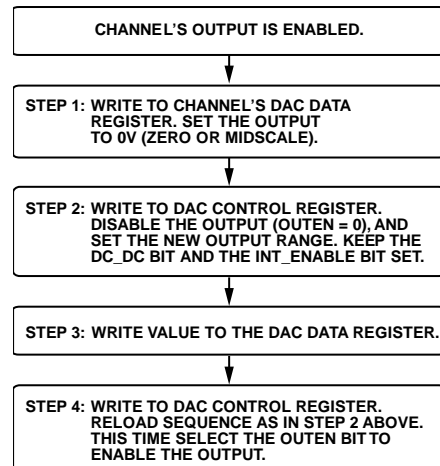 CHANNEL'S OUTPUT IS ENABLED.
STEP 1: WRITE TO CHANNEL'S DAC DATA
REGISTER. SET THE OUTPUT
TO 0V (ZERO OR MIDSCALE).
STEP 2: WRITE TO DAC CONTROL REGISTER.
DISABLE THE OUTPUT (OUTEN = 0), AND
SET THE NEW OUTPUT RANGE. KEEP THE
DC_DC BIT AND THE INT_ENABLE BIT SET.
STEP 3: WRITE VALUE TO THE DAC DATA REGISTER.
STEP 4: WRITE TO DAC CONTROL REGISTER.
RELOAD SEQUENCE AS IN STEP 2 ABOVE.
THIS TIME SELECT THE OUTEN BIT TO
ENABLE THE OUTPUT.